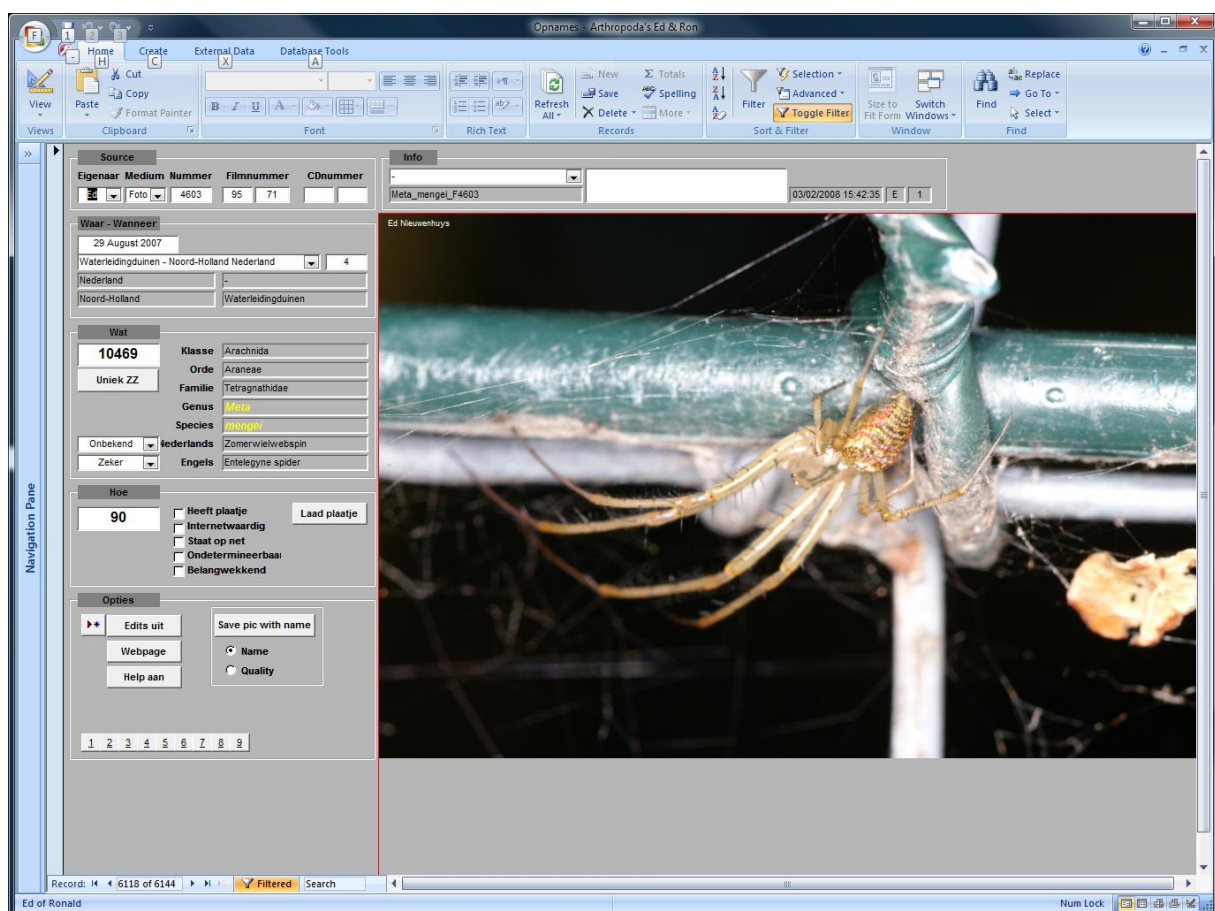 Opnames - Arthropoda's Ed & Ron
F 1 2 3
Home Create External Data Database Tools
H C X A
View Paste Cut Copy Format Painter
B I U A
Refresh All New Save Delete Totals Spelling More
Filter Selection Advanced Toggle Filter
Size to Fit Form Switch Windows
Find Replace Go To Select
Views Clipboard Font Rich Text Records Sort & Filter Window Find
Source
Eigenaar Medium Nummer Filmnummer CDnummer
Ed Foto 4603 95 71
Info
-
Meta_mengei_F4603 03/02/2008 15:42:35 E 1
Waar - Wanneer
29 August 2007
Waterleidingduinen - Noord-Holland Nederland 4
Nederland -
Noord-Holland Waterleidingduinen
Ed Nieuwenhuys
Wat
10469 Klasse Arachnida
Orde Araneae
Uniek ZZ
Familie Tetragnathidae
Genus Meta
Species mengei
Onbekend Nederlands Zomerwielwebspin
Zeker Engels Entelegyne spider
Hoe
90
Heeft plaatje Laad plaatje
Internetwaardig
Staat op net
Ondetermineerbaar
Belangwekkend
Opties
Edits uit Save pic with name
Webpage Name
Help aan Quality
1 2 3 4 5 6 7 8 9
Navigation Pane
Record: 6118 of 6144 Filtered Search
Ed of Ronald Num Lock